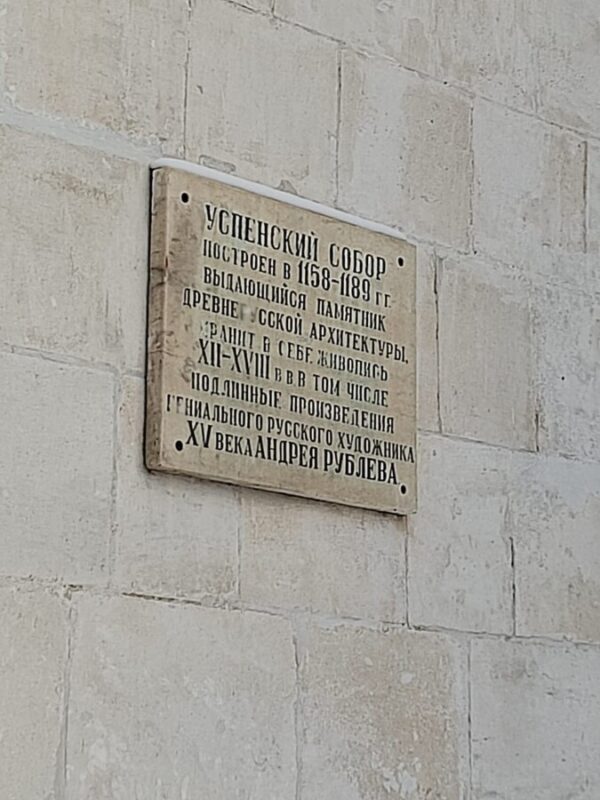 УСПЕНСКИЙ СОБОР
ПОСТРОЕН В 1158-1189 ГГ.
ВЫДАЮЩИЙСЯ ПАМЯТНИК
ДРЕВНЕРУССКОЙ АРХИТЕКТУРЫ.
ХРАНИТ В СЕБЕ ЖИВОПИСЬ
XII-XVIII В В. В ТОМ ЧИСЛЕ
ПОДЛИННЫЕ ПРОИЗВЕДЕНИЯ
ГЕНИАЛЬНОГО РУССКОГО ХУДОЖНИКА
XV ВЕКА АНДРЕЯ РУБЛЕВА.